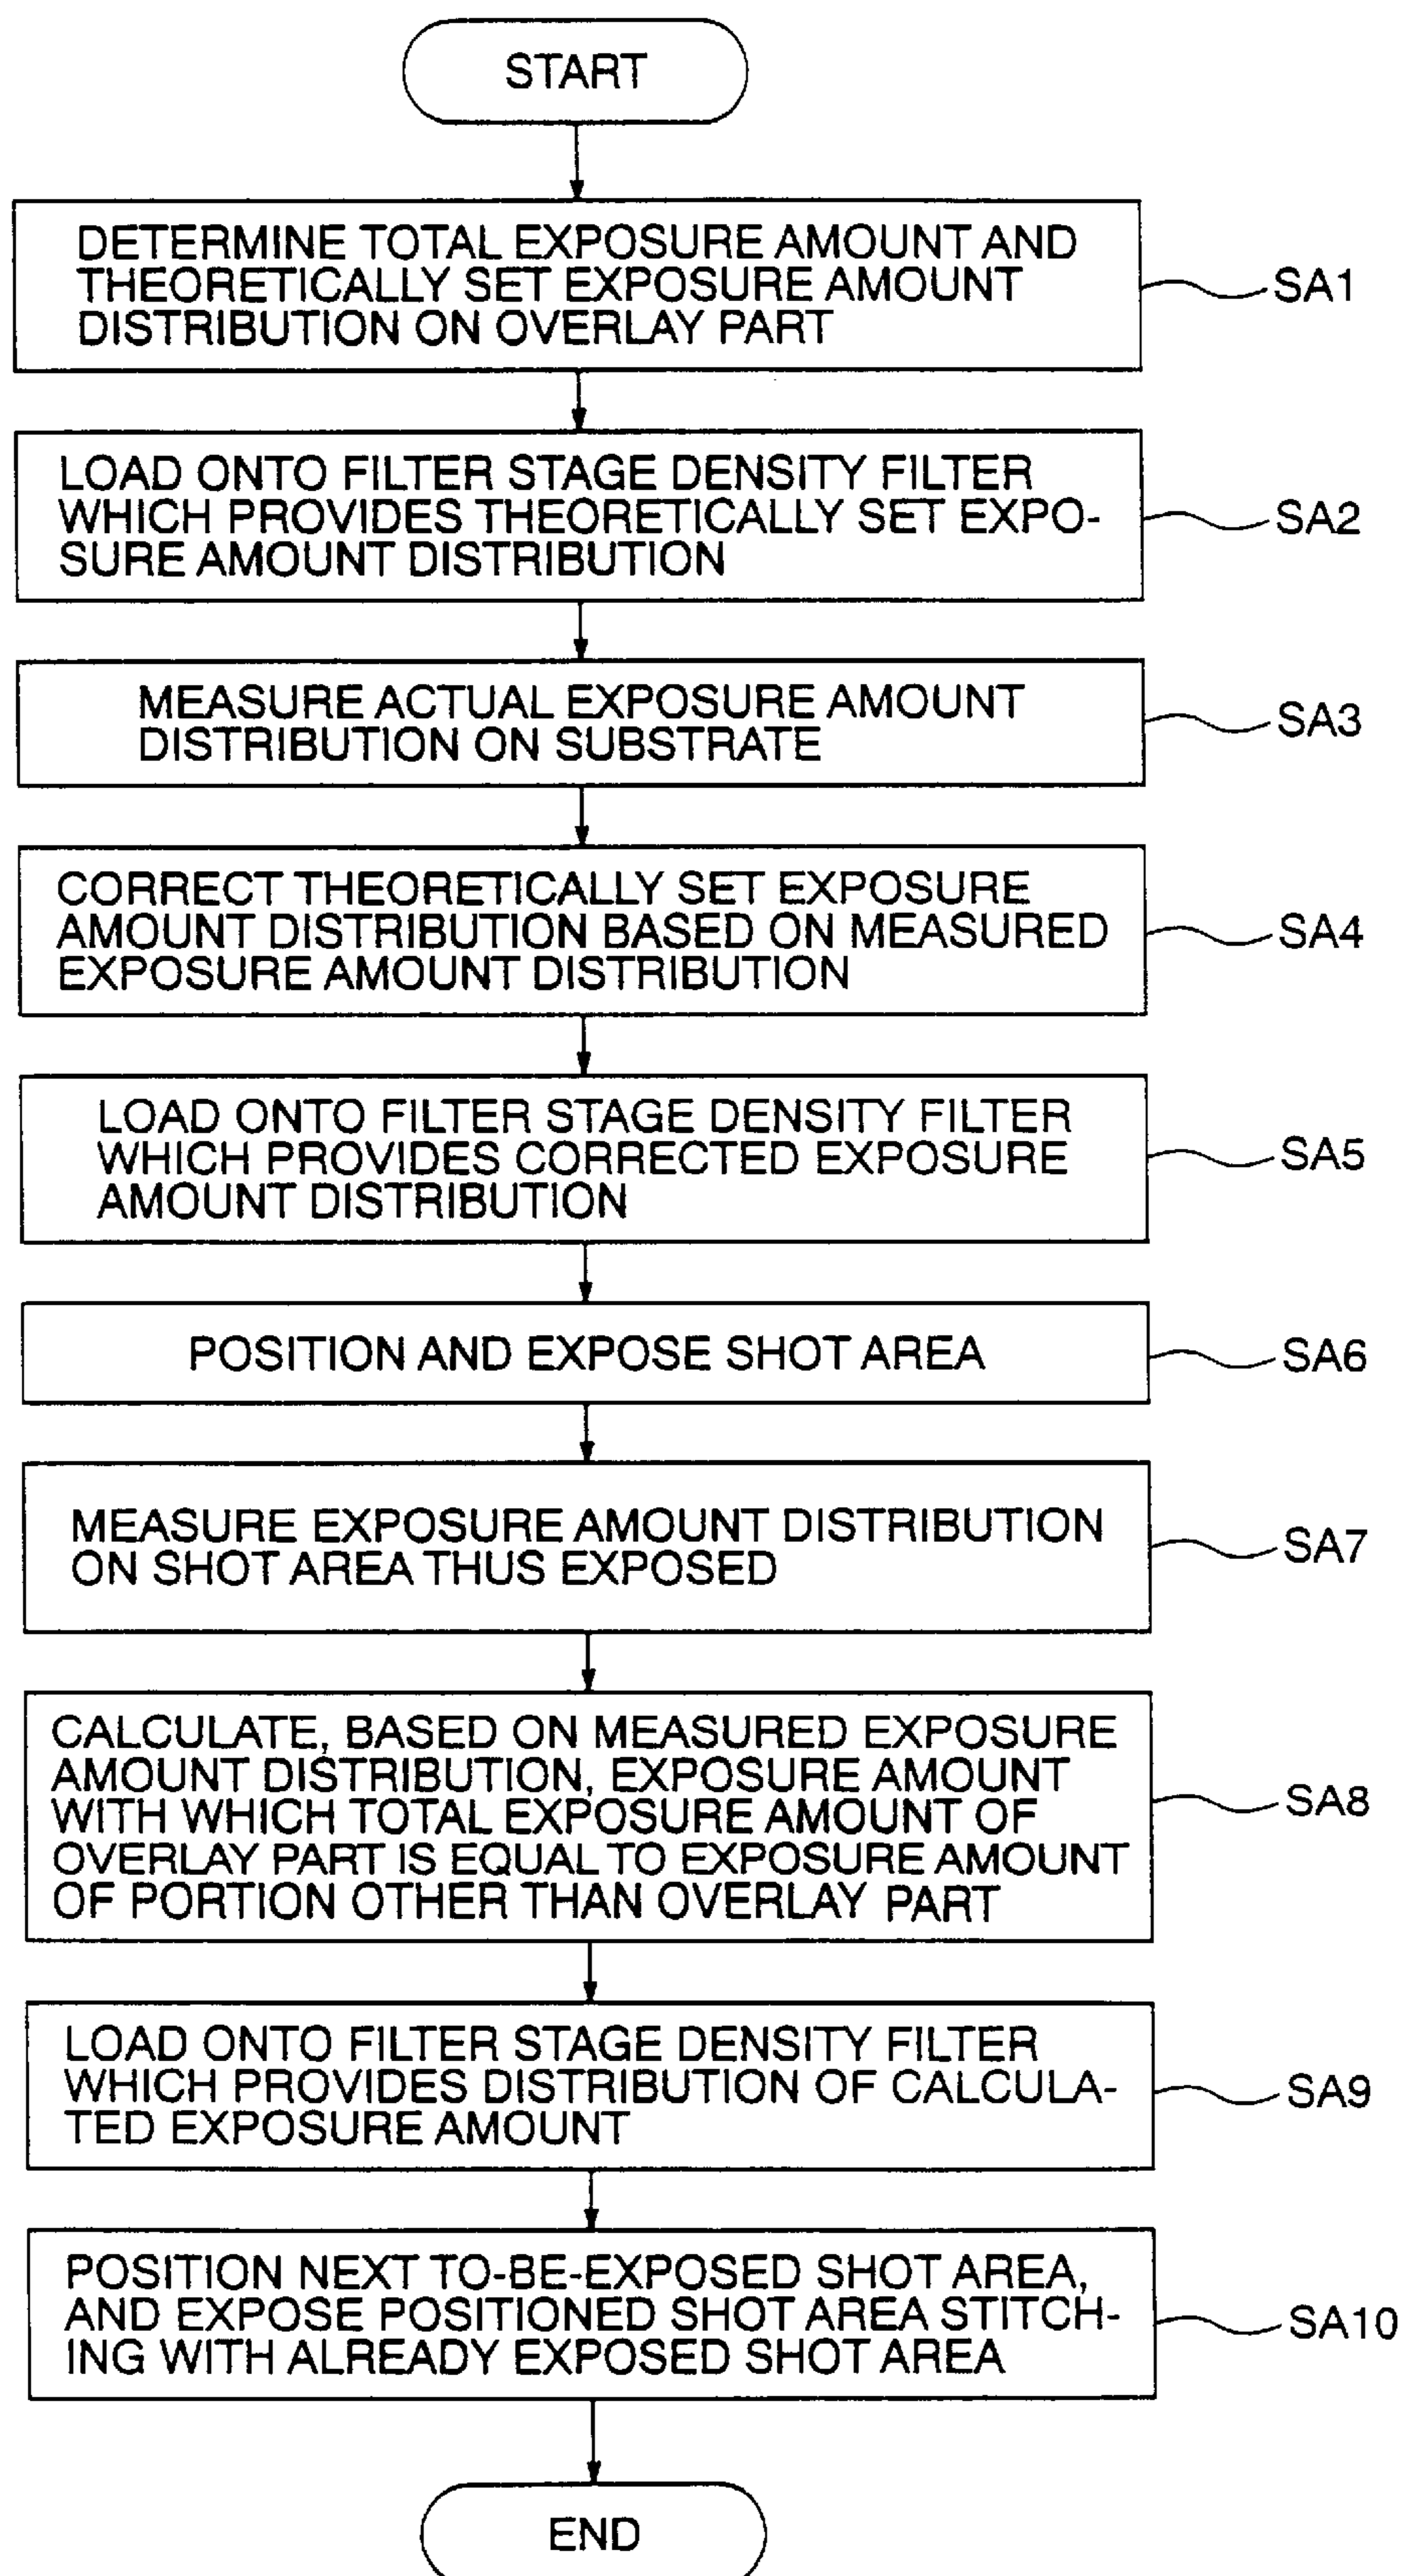 START
DETERMINE TOTAL EXPOSURE AMOUNT AND
THEORETICALLY SET EXPOSURE AMOUNT
DISTRIBUTION ON OVERLAY PART
SA1
LOAD ONTO FILTER STAGE DENSITY FILTER
WHICH PROVIDES THEORETICALLY SET EXPO-
SURE AMOUNT DISTRIBUTION
SA2
MEASURE ACTUAL EXPOSURE AMOUNT
DISTRIBUTION ON SUBSTRATE
SA3
CORRECT THEORETICALLY SET EXPOSURE
AMOUNT DISTRIBUTION BASED ON MEASURED
EXPOSURE AMOUNT DISTRIBUTION
SA4
LOAD ONTO FILTER STAGE DENSITY FILTER
WHICH PROVIDES CORRECTED EXPOSURE
AMOUNT DISTRIBUTION
SA5
POSITION AND EXPOSE SHOT AREA
SA6
MEASURE EXPOSURE AMOUNT DISTRIBUTION
ON SHOT AREA THUS EXPOSED
SA7
CALCULATE, BASED ON MEASURED EXPOSURE
AMOUNT DISTRIBUTION, EXPOSURE AMOUNT
WITH WHICH TOTAL EXPOSURE AMOUNT OF
OVERLAY PART IS EQUAL TO EXPOSURE AMOUNT
OF PORTION OTHER THAN OVERLAY PART
SA8
LOAD ONTO FILTER STAGE DENSITY FILTER
WHICH PROVIDES DISTRIBUTION OF CALCULA-
TED EXPOSURE AMOUNT
SA9
POSITION NEXT TO-BE-EXPOSED SHOT AREA,
AND EXPOSE POSITIONED SHOT AREA STITCH-
ING WITH ALREADY EXPOSED SHOT AREA
SA10
END